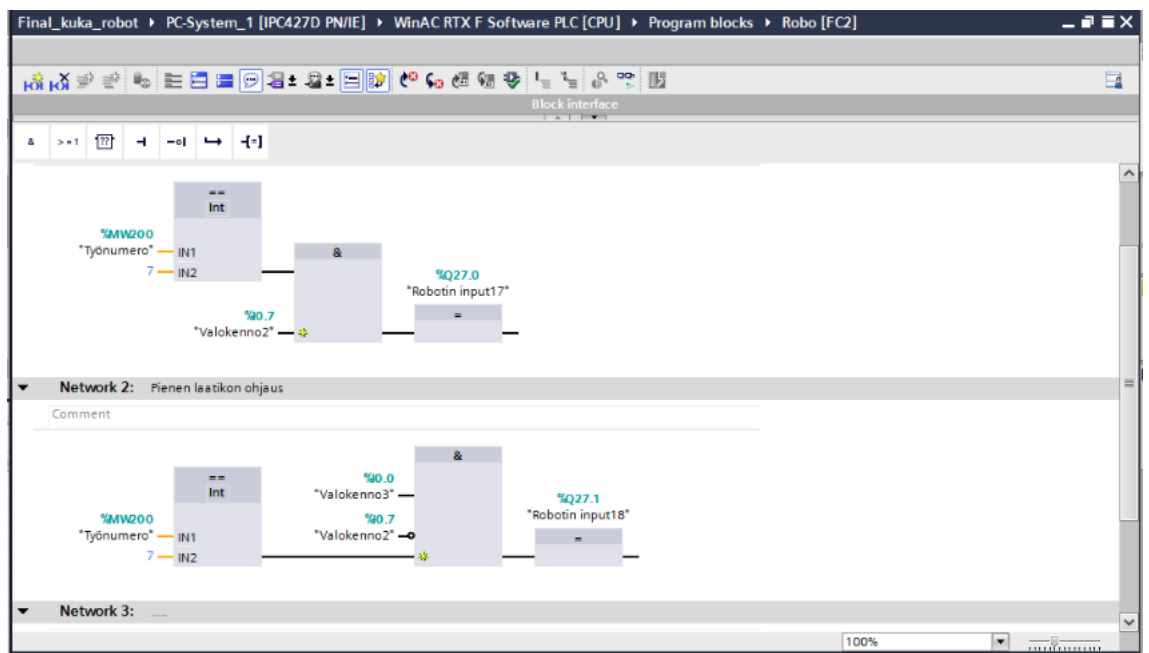 Final_kuka_robot ▸ PC-System_1 [IPC427D PN/IE] ▸ WinAC RTX F Software PLC [CPU] ▸ Program blocks ▸ Robo [FC2]
Block interface
& >=1 ??
==
Int
%MW200
"Työnumero" IN1 &
7 IN2 %Q27.0
"Robotin input17"
%I0.7 =
"Valokenno2"
Network 2: Pienen laatikon ohjaus
Comment
&
== %I0.0
Int "Valokenno3"
%Q27.1
%MW200 %I0.7 "Robotin input18"
"Työnumero" IN1 "Valokenno2" =
7 IN2
Network 3: .....
100%